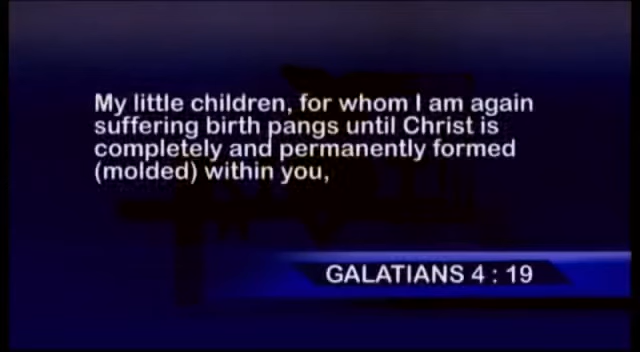 My little children, for whom I am again
suffering birth pangs until Christ is
completely and permanently formed
(molded) within you,
GALATIANS 4 : 19